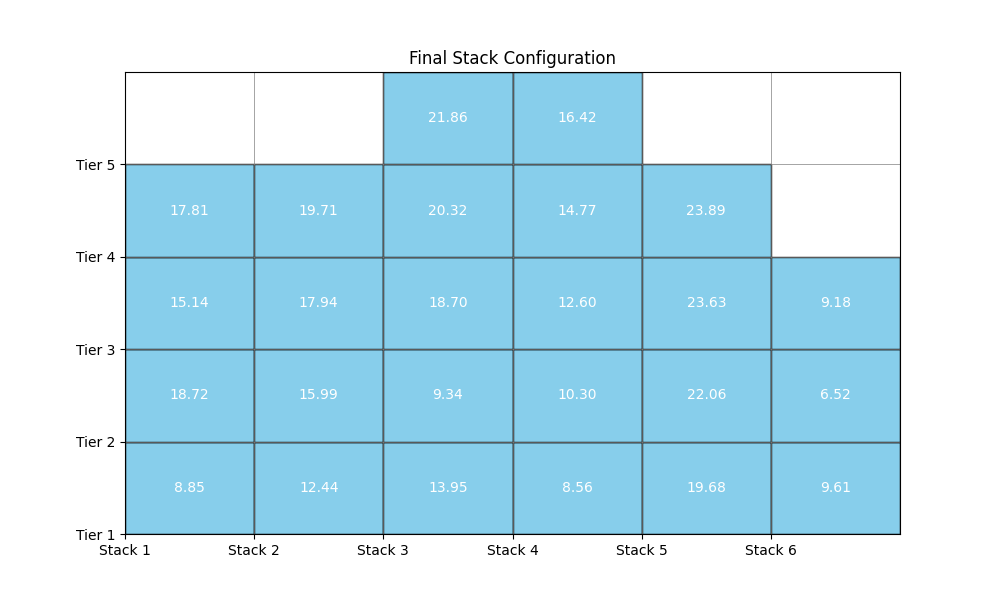 Final Stack Configuration
21.86 16.42
Tier 5
17.81 19.71 20.32 14.77 23.89
Tier 4
15.14 17.94 18.70 12.60 23.63 9.18
Tier 3
18.72 15.99 9.34 10.30 22.06 6.52
Tier 2
8.85 12.44 13.95 8.56 19.68 9.61
Tier 1
Stack 1 Stack 2 Stack 3 Stack 4 Stack 5 Stack 6